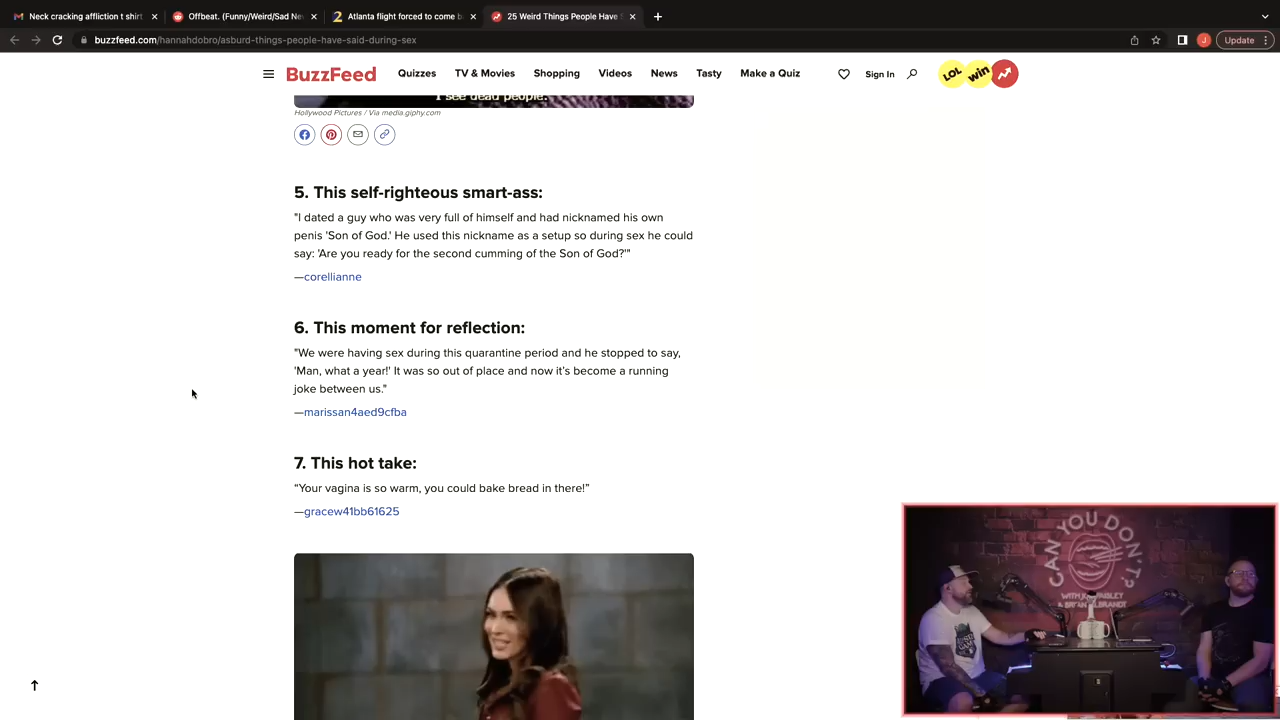 Neck cracking affliction t shirt
Offbeat. (Funny/Weird/Sad Ne
Atlanta flight forced to come b
25 Weird Things People Have S
buzzfeed.com/hannahdobro/asburd-things-people-have-said-during-sex
Update
BuzzFeed
Quizzes TV & Movies Shopping Videos News Tasty Make a Quiz
Sign In
LOL win
I see dead people.
Hollywood Pictures / Via media.giphy.com
5. This self-righteous smart-ass:
"I dated a guy who was very full of himself and had nicknamed his own
penis 'Son of God.' He used this nickname as a setup so during sex he could
say: 'Are you ready for the second cumming of the Son of God?'"
—corellianne
6. This moment for reflection:
"We were having sex during this quarantine period and he stopped to say,
'Man, what a year!' It was so out of place and now it's become a running
joke between us."
—marissan4aed9cfba
7. This hot take:
“Your vagina is so warm, you could bake bread in there!”
—gracew41bb61625
CAN YOU DON'T?